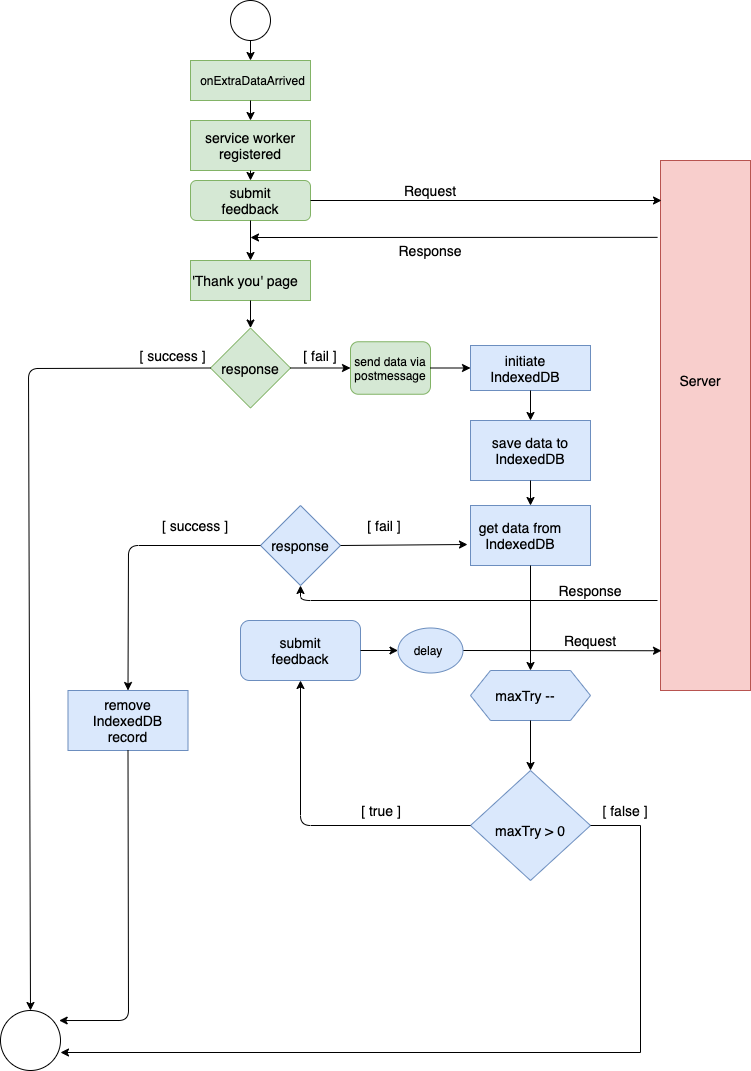 onExtraDataArrived
service worker
registered
submit
feedback
Request
Response
'Thank you' page
[ success ]
response
[ fail ]
send data via
postmessage
initiate
IndexedDB
Server
save data to
IndexedDB
[ success ]
response
[ fail ]
get data from
IndexedDB
Response
submit
feedback
delay
Request
remove
IndexedDB
record
maxTry --
[ true ]
maxTry > 0
[ false ]